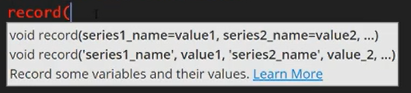 record(
void record(series1_name=value1, series2_name=value2, ...)
void record('series1_name', value1, 'series2_name', value_2, ...)
Record some variables and their values. Learn More